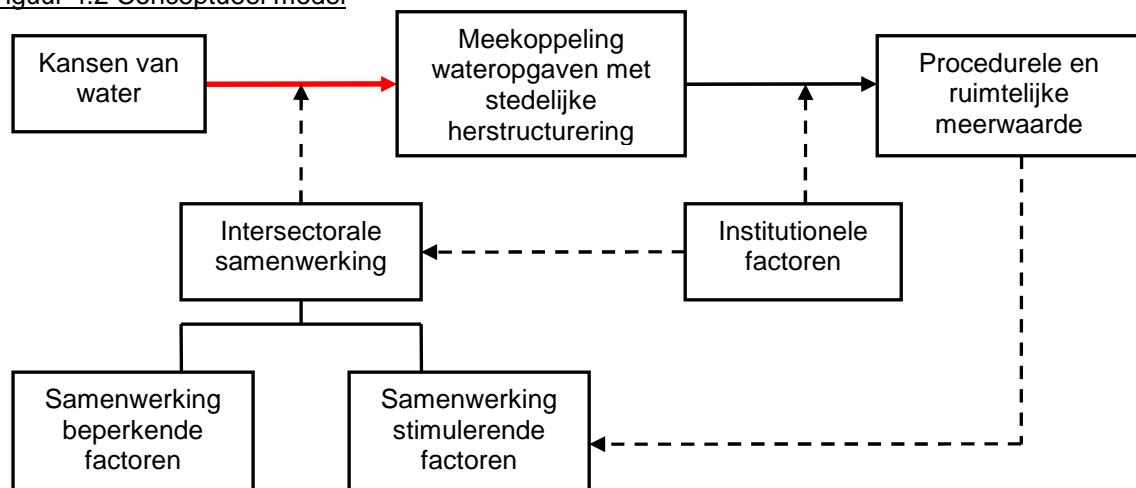 Figuur 4.2 Conceptueel model
Kansen van
water
Meekoppeling
wateropgaven met
stedelijke
herstructurering
Procedurele en
ruimtelijke
meerwaarde
Intersectorale
samenwerking
Institutionele
factoren
Samenwerking
beperkende
factoren
Samenwerking
stimulerende
factoren